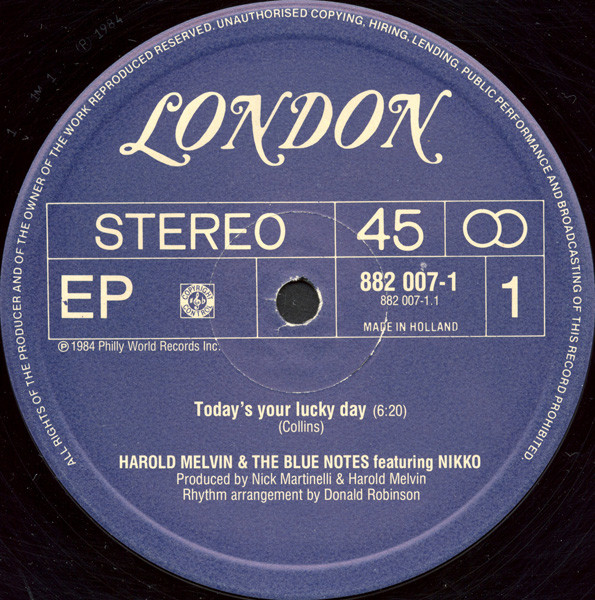 ALL RIGHTS OF THE PRODUCER AND OF THE OWNER OF THE WORK REPRODUCED RESERVED. UNAUTHORISED COPYING, HIRING, LENDING, PUBLIC PERFORMANCE AND BROADCASTING OF THIS RECORD PROHIBITED.
LONDON
STEREO 45
EP COPYRIGHT CONTROL 882 007-1 1
882 007-1.1
MADE IN HOLLAND
℗ 1984 Philly World Records Inc.
Today's your lucky day (6:20)
(Collins)
HAROLD MELVIN & THE BLUE NOTES featuring NIKKO
Produced by Nick Martinelli & Harold Melvin
Rhythm arrangement by Donald Robinson